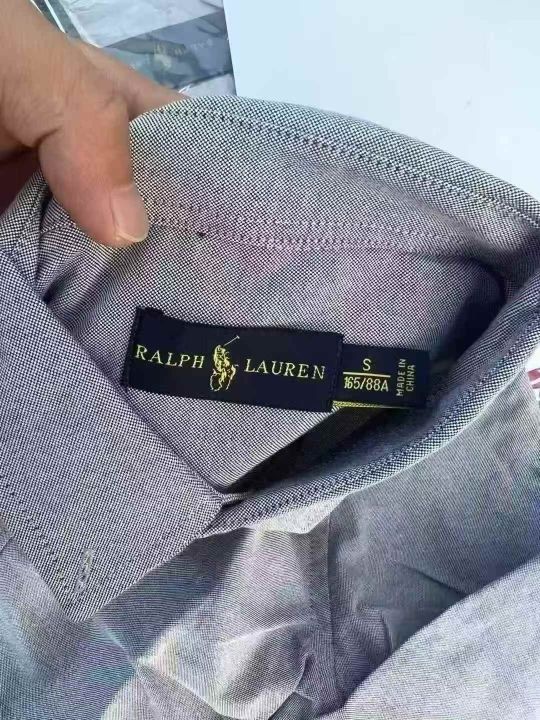 RALPH LAUREN
S
165/88A
MADE IN
CHINA